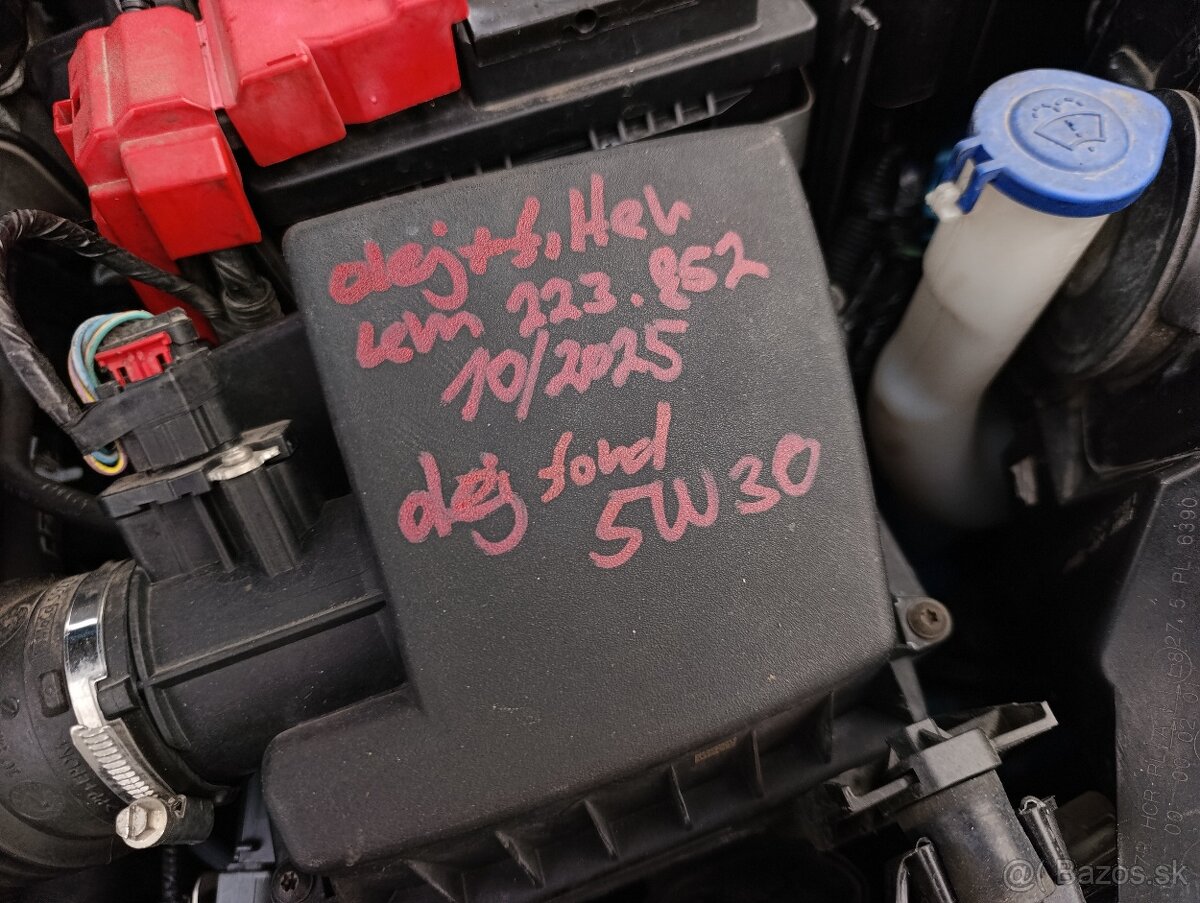 olej+f, Hev
km 223.852
10/2025
olej ford
5W30
@ Bazos.sk